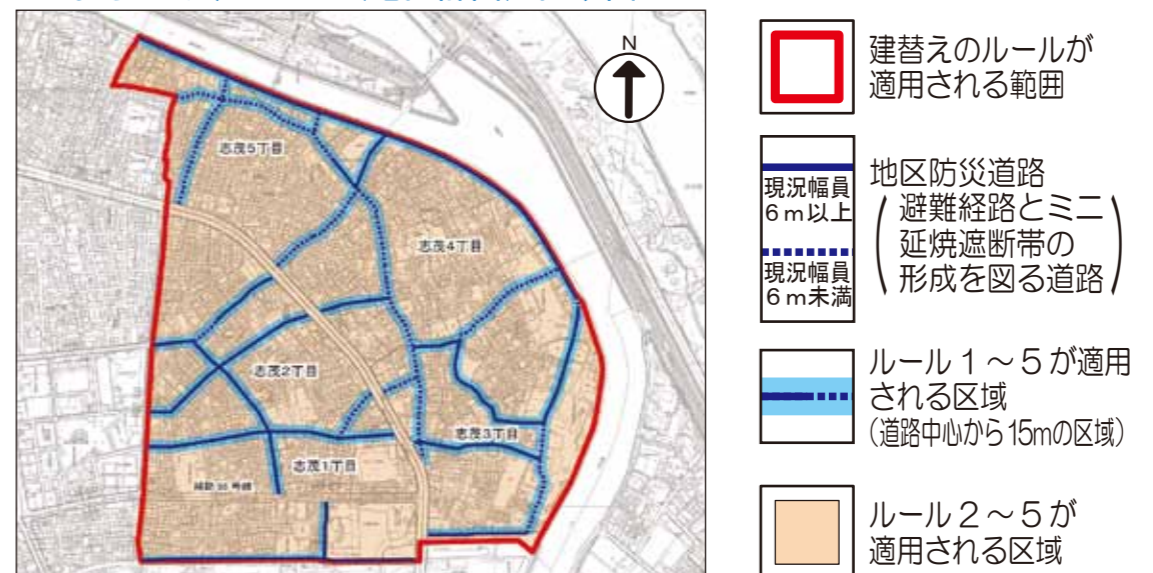 N
志茂5丁目
志茂4丁目
志茂2丁目
志茂3丁目
志茂1丁目
建替えのルールが
適用される範囲
現況幅員
6m以上
現況幅員
6m未満
地区防災道路
(避難経路とミニ
延焼遮断帯の
形成を図る道路)
ルール1~5が適用
される区域
(道路中心から15mの区域)
ルール2~5が
適用される区域